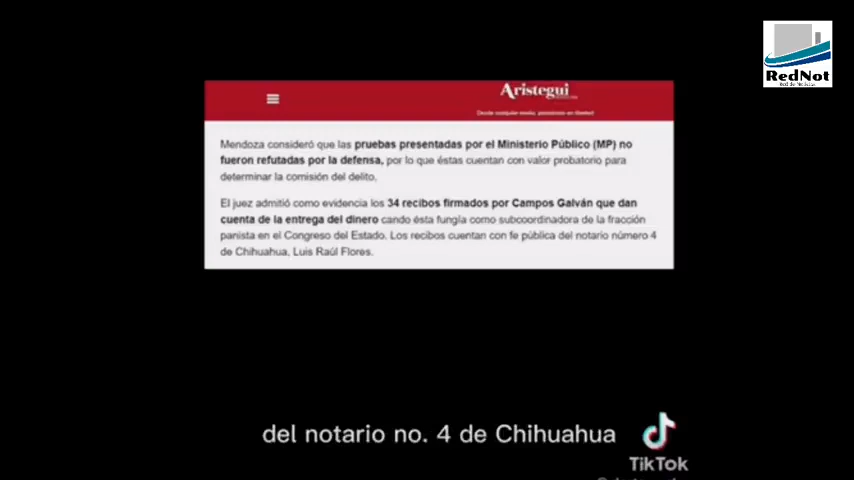 RedNot
Red de Noticias
Aristegui
Mendoza consideró que las pruebas presentadas por el Ministerio Público (MP) no
fueron refutadas por la defensa, por lo que éstas cuentan con valor probatorio para
determinar la comisión del delito.
El juez admitió como evidencia los 34 recibos firmados por Campos Galván que dan
cuenta de la entrega del dinero cando ésta fungía como subcoordinadora de la fracción
panista en el Congreso del Estado. Los recibos cuentan con fe pública del notario número 4
de Chihuahua, Luis Raúl Flores.
del notario no. 4 de Chihuahua
TikTok